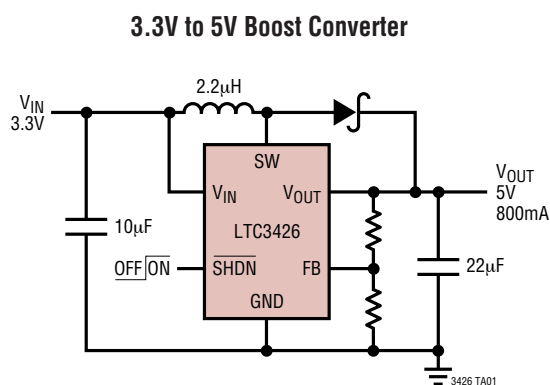 3.3V to 5V Boost Converter
2.2µH
VIN
3.3V
SW
VIN
VOUT
VOUT
5V
800mA
10µF
LTC3426
OFF ON
SHDN
FB
22µF
GND
3426 TA01